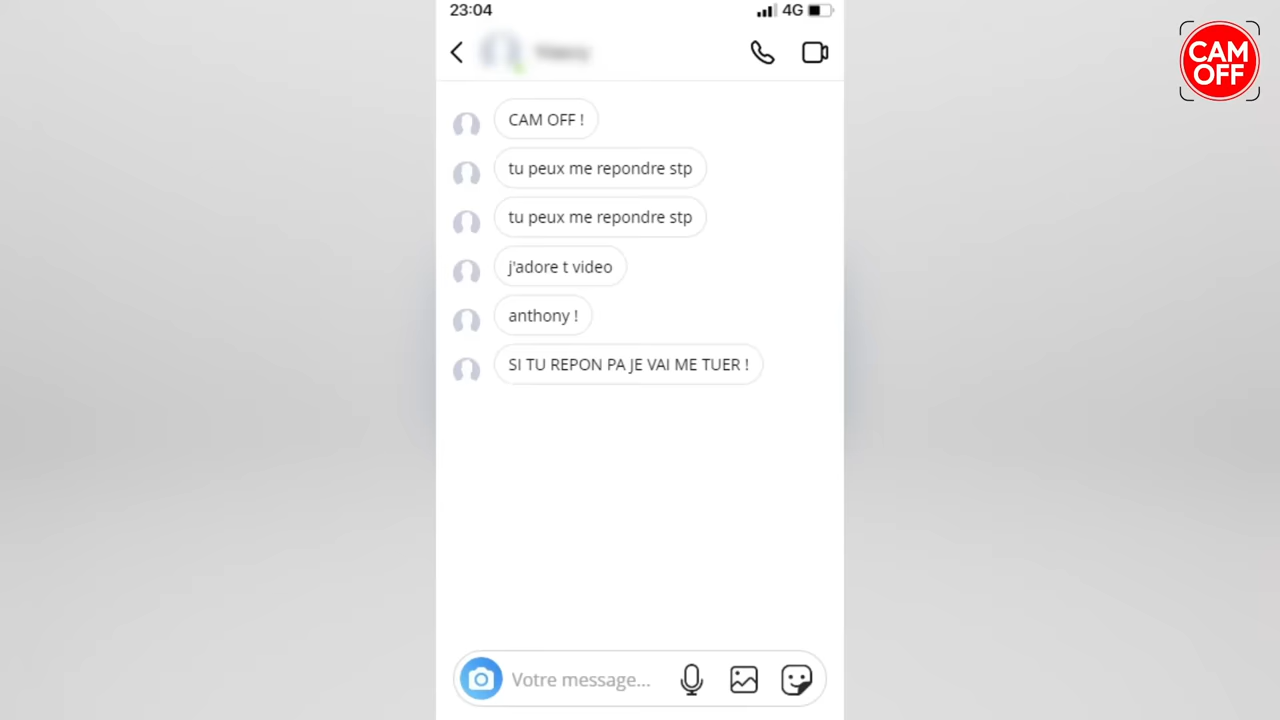 23:04
4G
CAM
OFF
CAM OFF !
tu peux me repondre stp
tu peux me repondre stp
j'adore t video
anthony !
SI TU REPON PA JE VAI ME TUER !
Votre message...